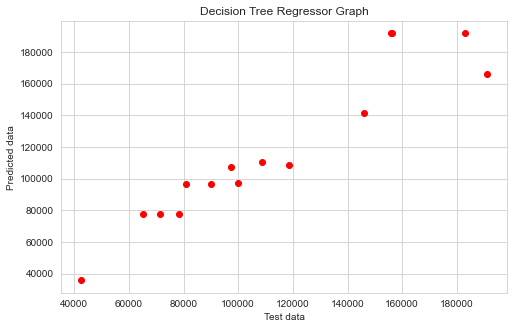 Decision Tree Regressor Graph
180000
160000
140000
120000
100000
80000
60000
40000
Predicted data
40000 60000 80000 100000 120000 140000 160000 180000
Test data